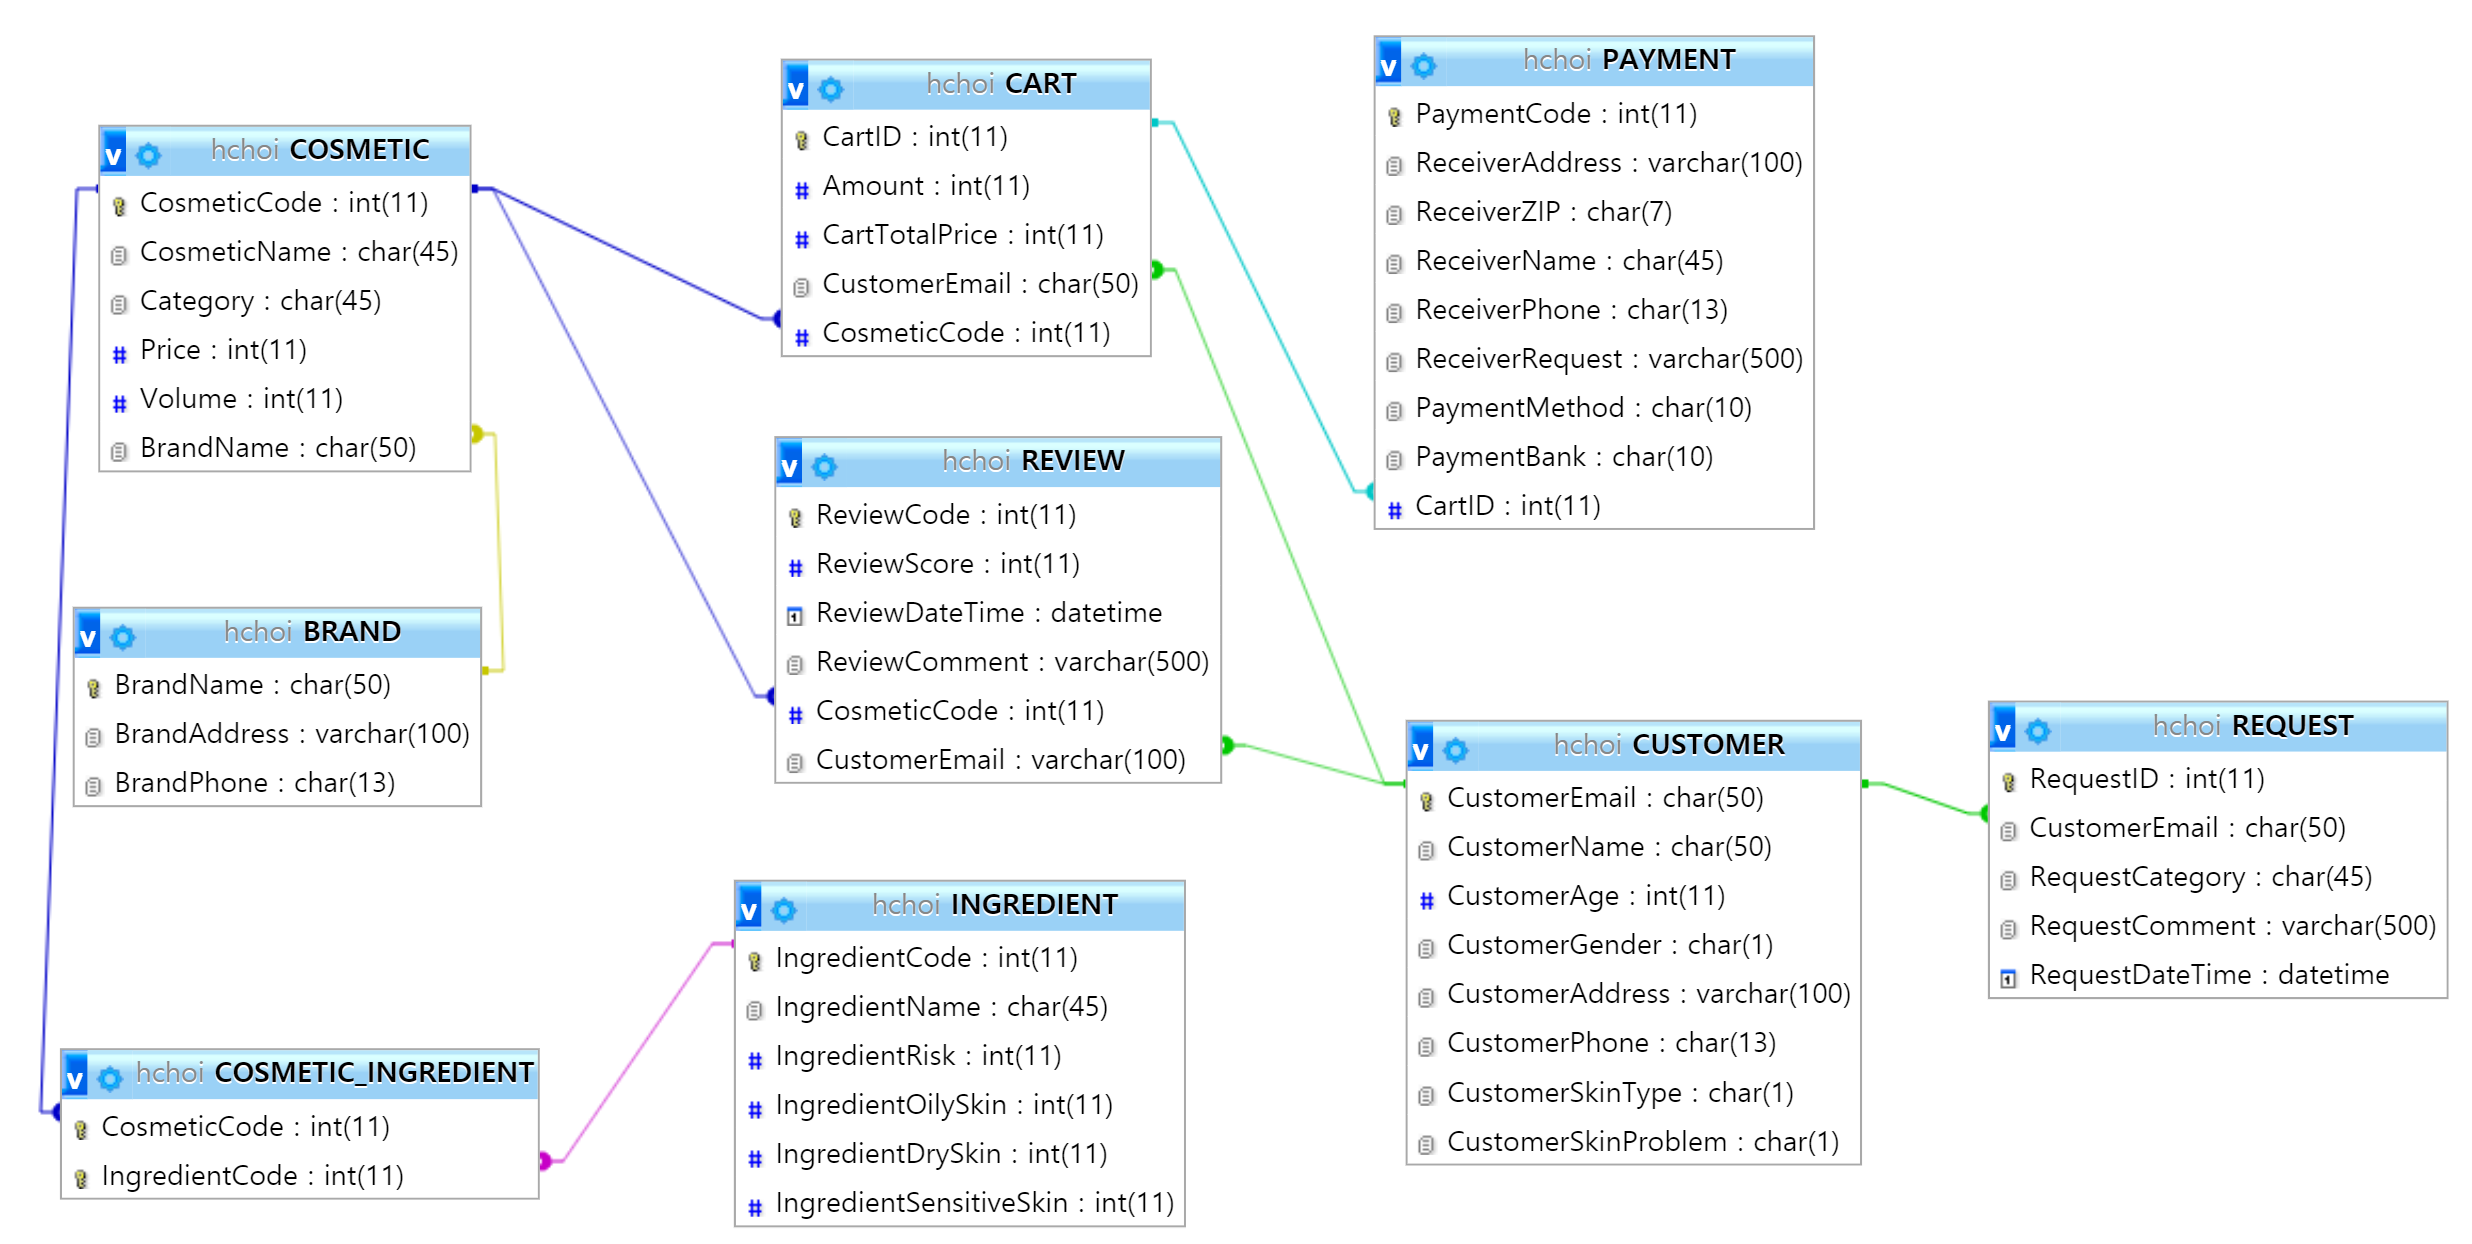 hchoi COSMETIC
CosmeticCode : int(11)
CosmeticName : char(45)
Category : char(45)
Price : int(11)
Volume : int(11)
BrandName : char(50)
hchoi BRAND
BrandName : char(50)
BrandAddress : varchar(100)
BrandPhone : char(13)
hchoi COSMETIC_INGREDIENT
CosmeticCode : int(11)
IngredientCode : int(11)
hchoi CART
CartID : int(11)
Amount : int(11)
CartTotalPrice : int(11)
CustomerEmail : char(50)
CosmeticCode : int(11)
hchoi REVIEW
ReviewCode : int(11)
ReviewScore : int(11)
ReviewDateTime : datetime
ReviewComment : varchar(500)
CosmeticCode : int(11)
CustomerEmail : varchar(100)
hchoi INGREDIENT
IngredientCode : int(11)
IngredientName : char(45)
IngredientRisk : int(11)
IngredientOilySkin : int(11)
IngredientDrySkin : int(11)
IngredientSensitiveSkin : int(11)
hchoi PAYMENT
PaymentCode : int(11)
ReceiverAddress : varchar(100)
ReceiverZIP : char(7)
ReceiverName : char(45)
ReceiverPhone : char(13)
ReceiverRequest : varchar(500)
PaymentMethod : char(10)
PaymentBank : char(10)
CartID : int(11)
hchoi CUSTOMER
CustomerEmail : char(50)
CustomerName : char(50)
CustomerAge : int(11)
CustomerGender : char(1)
CustomerAddress : varchar(100)
CustomerPhone : char(13)
CustomerSkinType : char(1)
CustomerSkinProblem : char(1)
hchoi REQUEST
RequestID : int(11)
CustomerEmail : char(50)
RequestCategory : char(45)
RequestComment : varchar(500)
RequestDateTime : datetime